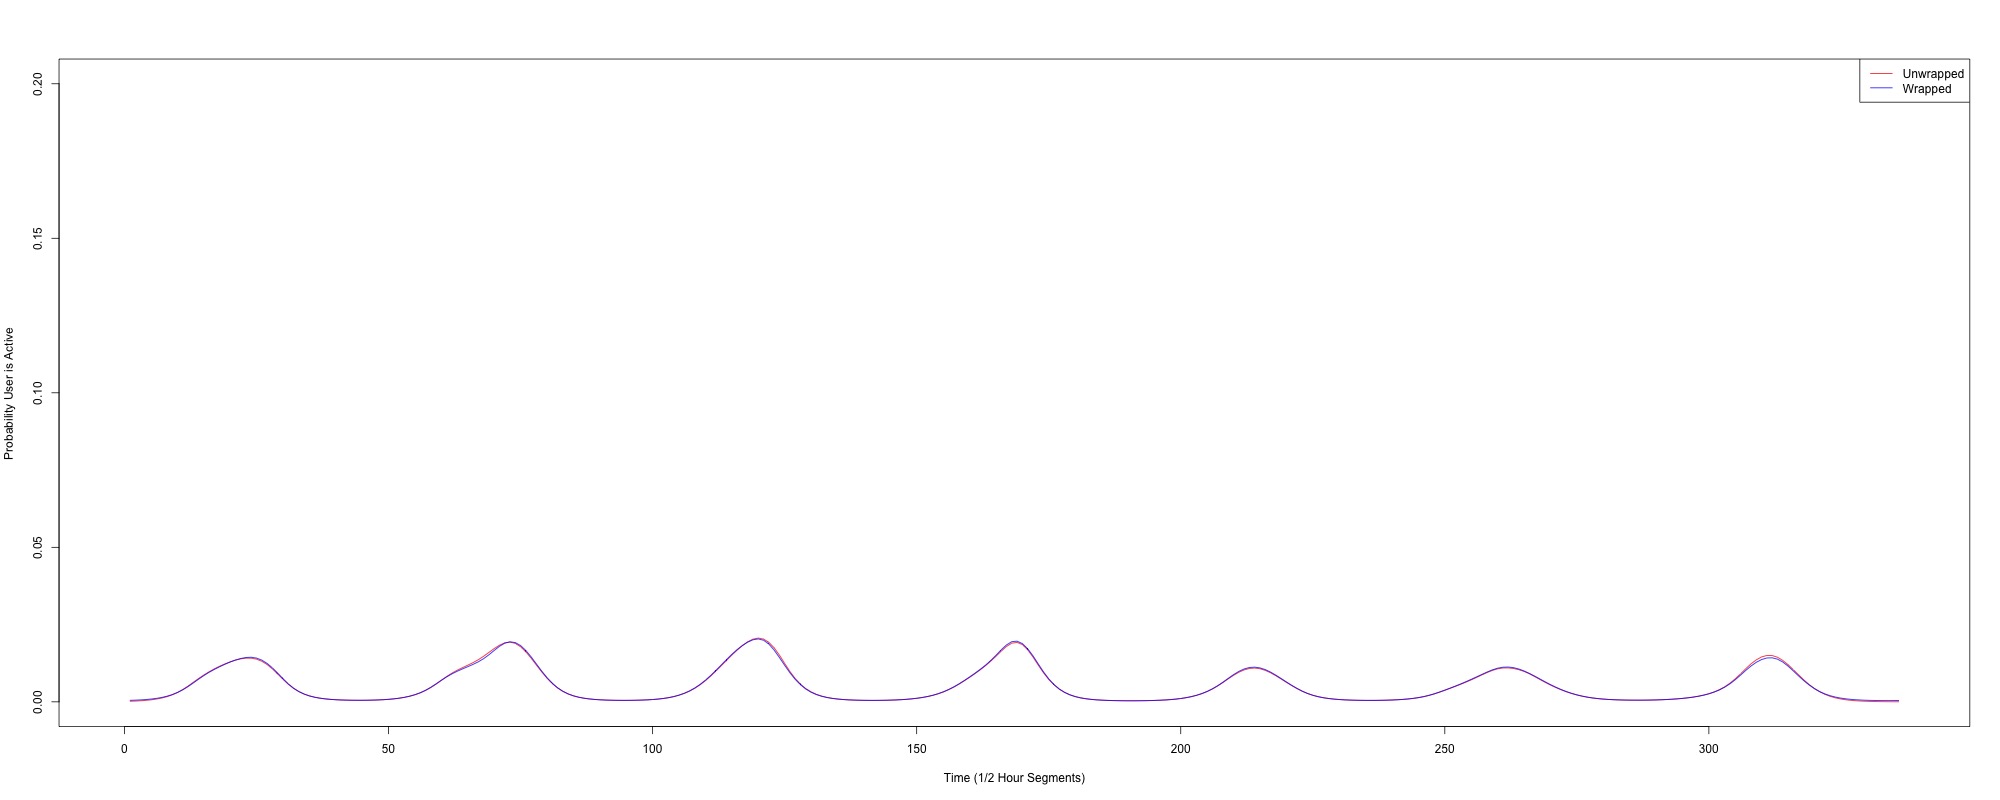 Unwrapped
Wrapped
Probability User is Active
0.20
0.15
0.10
0.05
0.00
0 50 100 150 200 250 300
Time (1/2 Hour Segments)